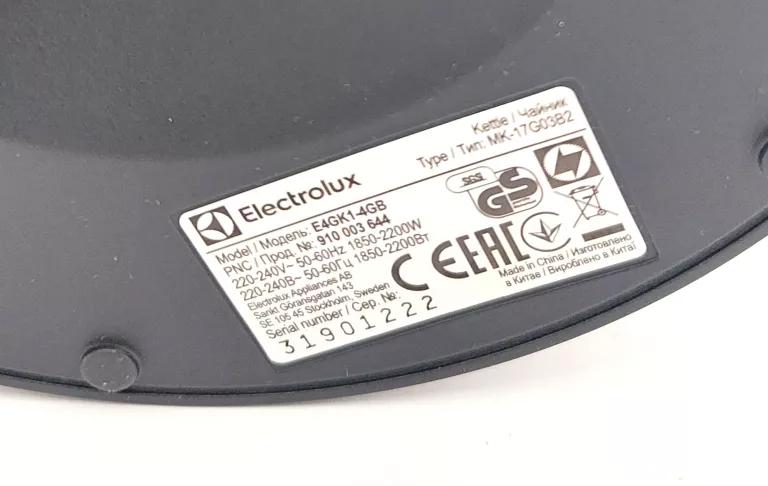 Electrolux
Kettle / Чайник
Type / Тип: MK-17G03B2
Model / Модель: E4GK1-4GB
PNC / Прод. №: 910 003 644
220-240V~ 50-60Hz 1850-2200W
220-240В~ 50-60Гц 1850-2200Вт
Electrolux Appliances AB
Sankt Göransgatan 143
SE 105 45 Stockholm, Sweden
Serial number / Сер. №:
31901222
SGS
GS
CE EAC
Made in China / Изготовлено
в Китае / Вироблено в Китаї